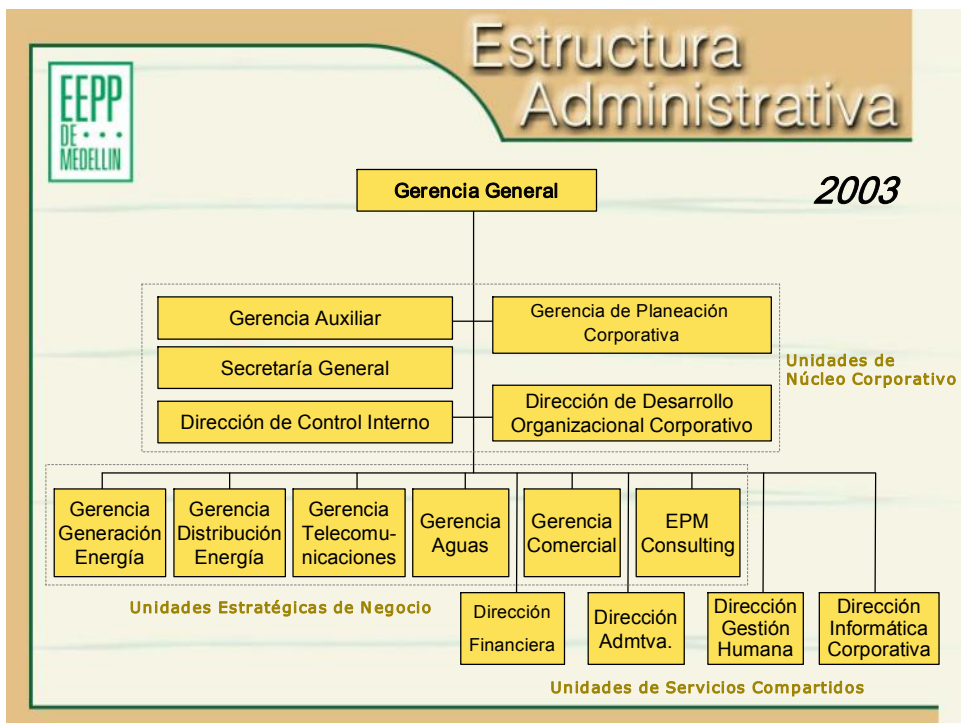 Estructura
Administrativa
EEPP
DE • • •
MEDELLIN
2003
Gerencia General
Gerencia Auxiliar
Gerencia de Planeación
Corporativa
Secretaría General
Unidades de
Núcleo Corporativo
Dirección de Control Interno
Dirección de Desarrollo
Organizacional Corporativo
Gerencia
Generación
Energía
Gerencia
Distribución
Energía
Gerencia
Telecomu-
nicaciones
Gerencia
Aguas
Gerencia
Comercial
EPM
Consulting
Unidades Estratégicas de Negocio
Dirección
Financiera
Dirección
Admtva.
Dirección
Gestión
Humana
Dirección
Informática
Corporativa
Unidades de Servicios Compartidos